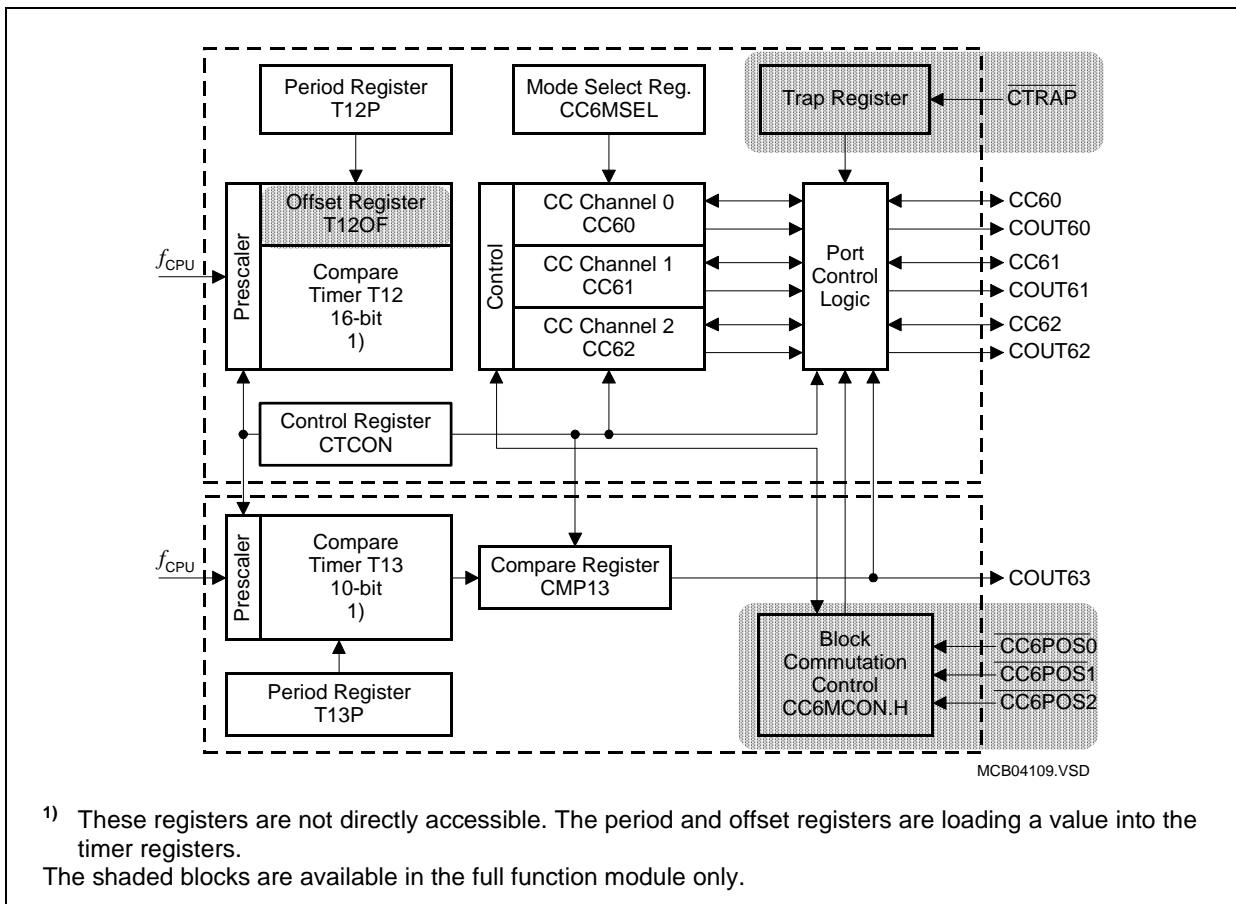 Period Register
T12P
Mode Select Reg.
CC6MSEL
Trap Register
CTRAP
Prescaler
Offset Register
T12OF
Compare
Timer T12
16-bit
1)
fCPU
Control
CC Channel 0
CC60
CC Channel 1
CC61
CC Channel 2
CC62
Port
Control
Logic
CC60
COUT60
CC61
COUT61
CC62
COUT62
Control Register
CTCON
fCPU
Prescaler
Compare
Timer T13
10-bit
1)
Compare Register
CMP13
COUT63
Period Register
T13P
Block
Commutation
Control
CC6MCON.H
CC6POS0
CC6POS1
CC6POS2
MCB04109.VSD
1) These registers are not directly accessible. The period and offset registers are loading a value into the
timer registers.
The shaded blocks are available in the full function module only.